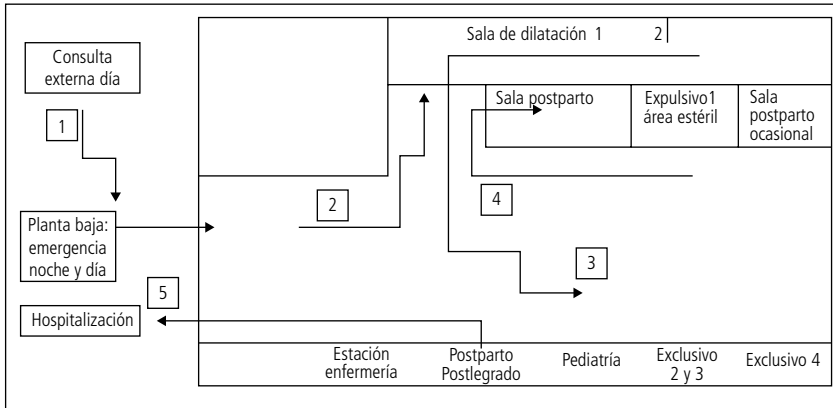 Sala de dilatación 1 2
Consulta
externa día
Sala postparto
Expulsivo1
área estéril
Sala
postparto
ocasional
1
2
4
Planta baja:
emergencia
noche y día
3
5
Hospitalización
Estación
enfermería
Postparto
Postlegrado
Pediatría
Exclusivo
2 y 3
Exclusivo 4